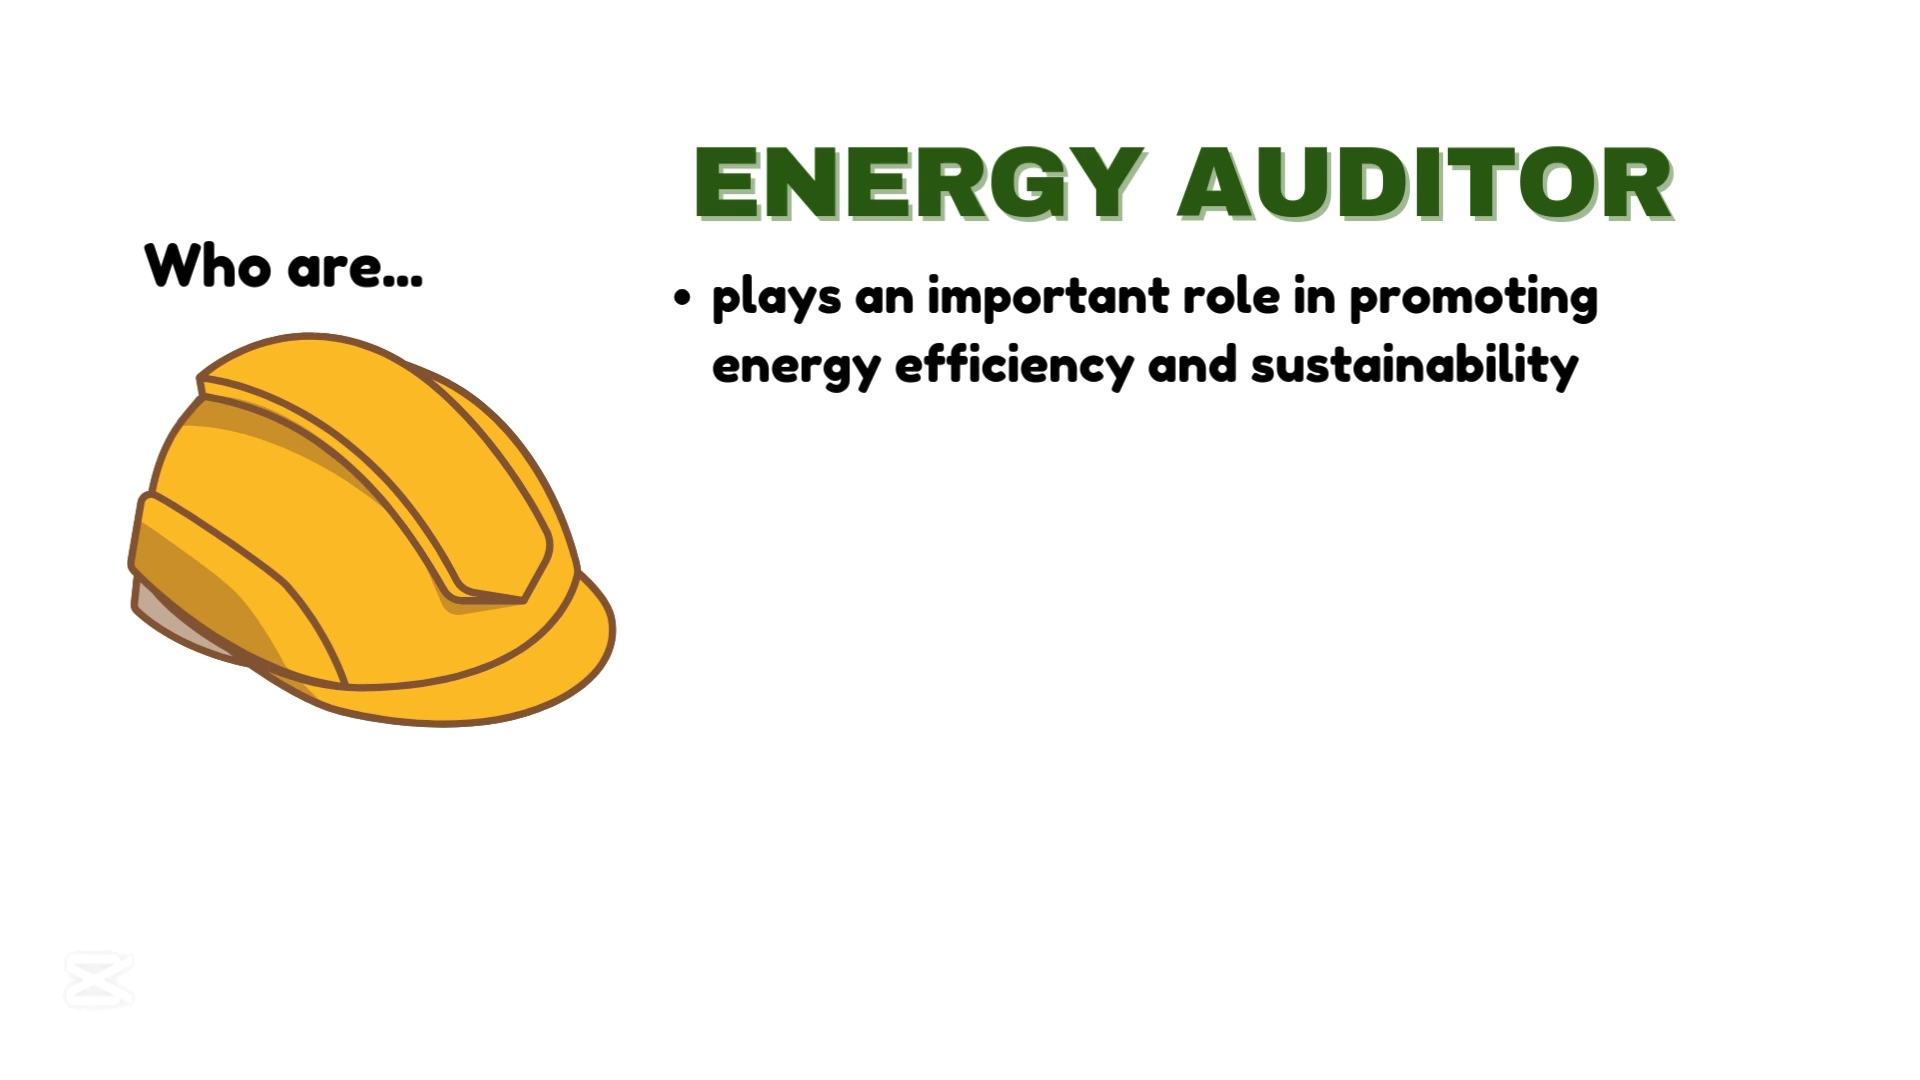 Who are...
ENERGY AUDITOR
• plays an important role in promoting
energy efficiency and sustainability